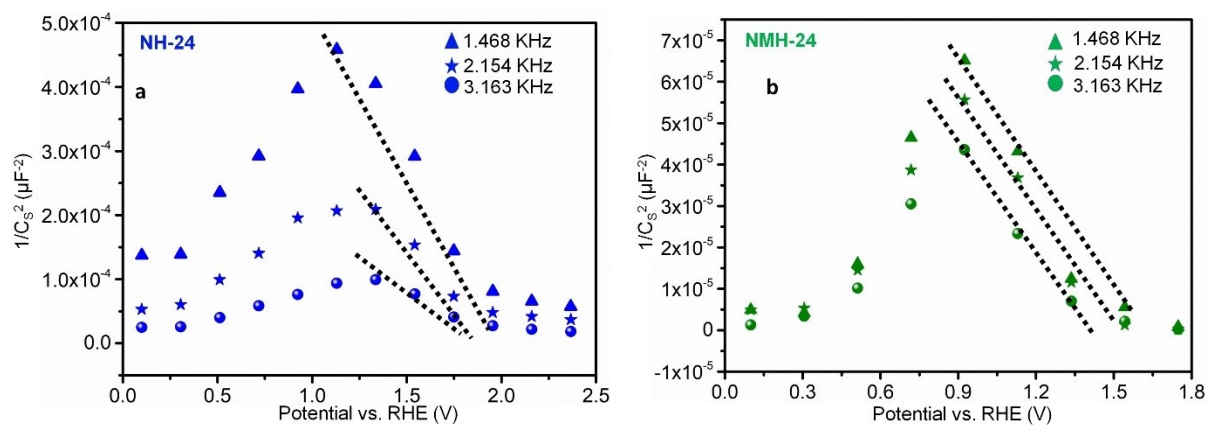 NH-24
a
▲ 1.468 KHz
★ 2.154 KHz
● 3.163 KHz
5.0x10⁻⁴
4.0x10⁻⁴
3.0x10⁻⁴
2.0x10⁻⁴
1.0x10⁻⁴
0.0
1/Cₛ² (µF⁻²)
0.0 0.5 1.0 1.5 2.0 2.5
Potential vs. RHE (V)
NMH-24
b
▲ 1.468 KHz
★ 2.154 KHz
● 3.163 KHz
7x10⁻⁵
6x10⁻⁵
5x10⁻⁵
4x10⁻⁵
3x10⁻⁵
2x10⁻⁵
1x10⁻⁵
0
-1x10⁻⁵
1/Cₛ² (µF⁻²)
0.0 0.3 0.6 0.9 1.2 1.5 1.8
Potential vs. RHE (V)